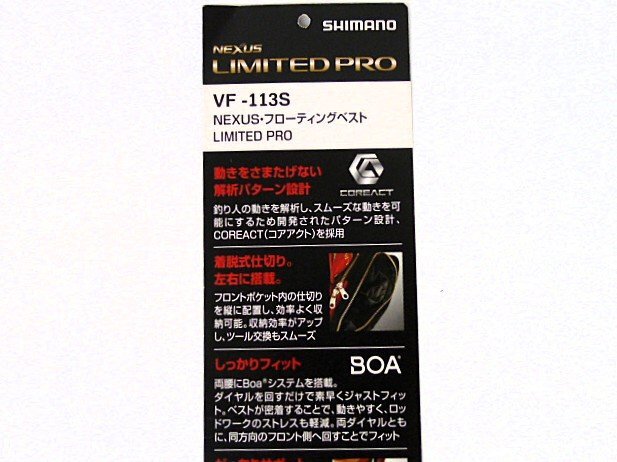 SHIMANO
NEXUS
LIMITED PRO
VF -113S
NEXUS・フローティングベスト
LIMITED PRO
動きをさまたげない
解析パターン設計
COREACT
釣り人の動きを解析し、スムーズな動きを可
能にするため開発されたパターン設計、
COREACT(コアアクト)を採用
着脱式仕切り。
左右に搭載。
フロントポケット内の仕切り
を縦に配置し、効率よく収
納可能。収納効率がアップ
し、ツール交換もスムーズ
しっかりフィット
BOA®
両腰にBoa®システムを搭載。
ダイヤルを回すだけで素早くジャストフィッ
ト。ベストが密着することで、動きやすく、ロッ
ドワークのストレスも軽減。両ダイヤルとも
に、同方向のフロント側へ回すことでフィット